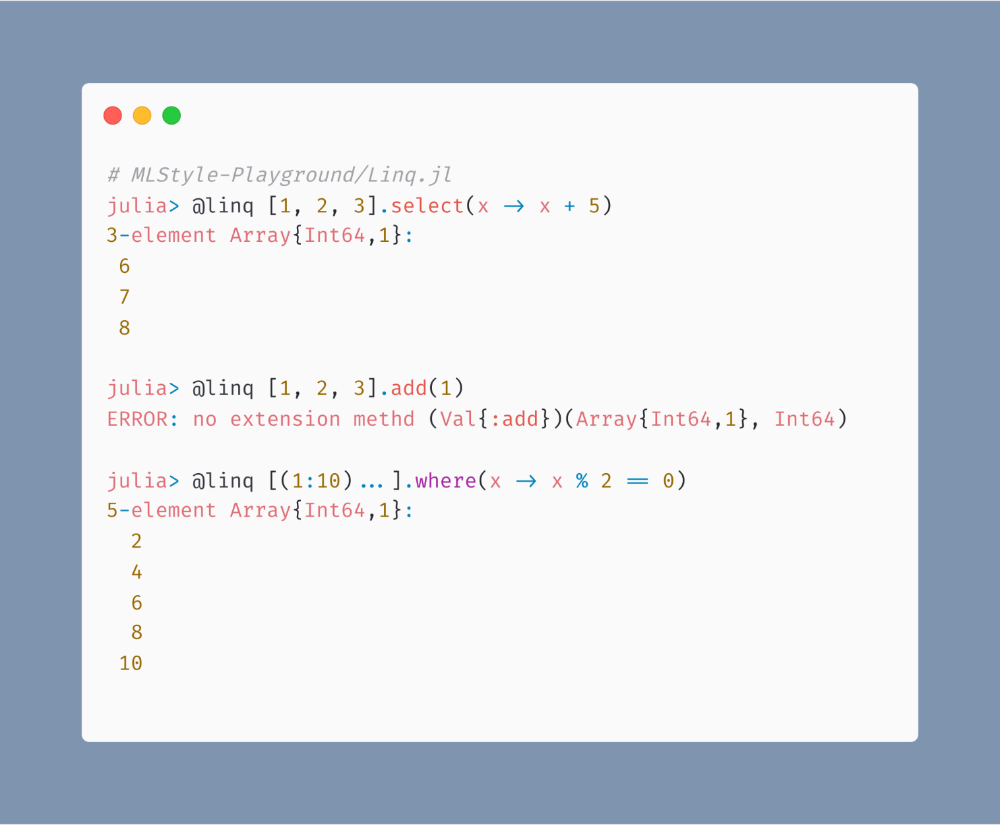 # MLStyle-Playground/Linq.jl
julia> @linq [1, 2, 3].select(x -> x + 5)
3-element Array{Int64,1}:
 6
 7
 8
julia> @linq [1, 2, 3].add(1)
ERROR: no extension methd (Val{:add})(Array{Int64,1}, Int64)
julia> @linq [(1:10)...].where(x -> x % 2 == 0)
5-element Array{Int64,1}:
  2
  4
  6
  8
 10